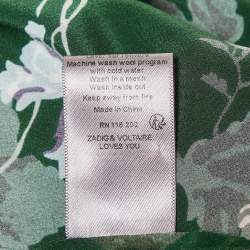 Machine wash wool program
with cold water
Wash in a mesh
Wash inside out
Keep away from fire
Made in China
RN 116 202
ZADIG & VOLTAIRE
LOVES YOU